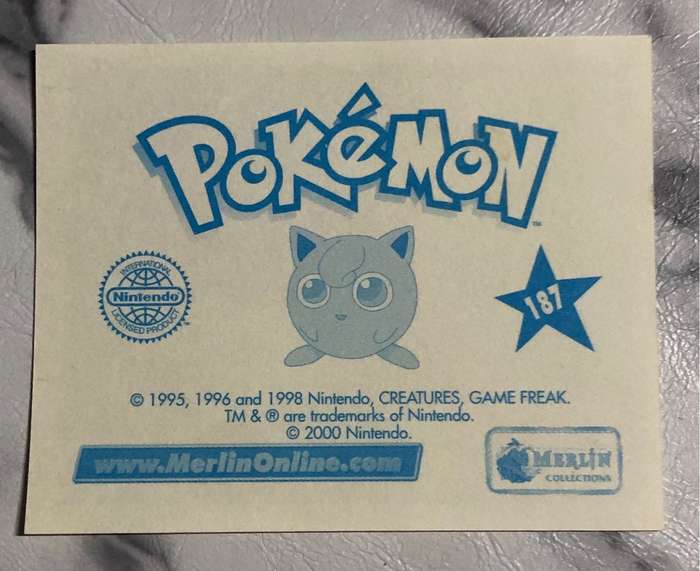 POKéMON
TM
INTERNATIONAL
Nintendo®
LICENSED PRODUCT
187
© 1995, 1996 and 1998 Nintendo, CREATURES, GAME FREAK.
TM & ® are trademarks of Nintendo.
© 2000 Nintendo.
www.MerlinOnline.com
MERLIN
COLLECTIONS